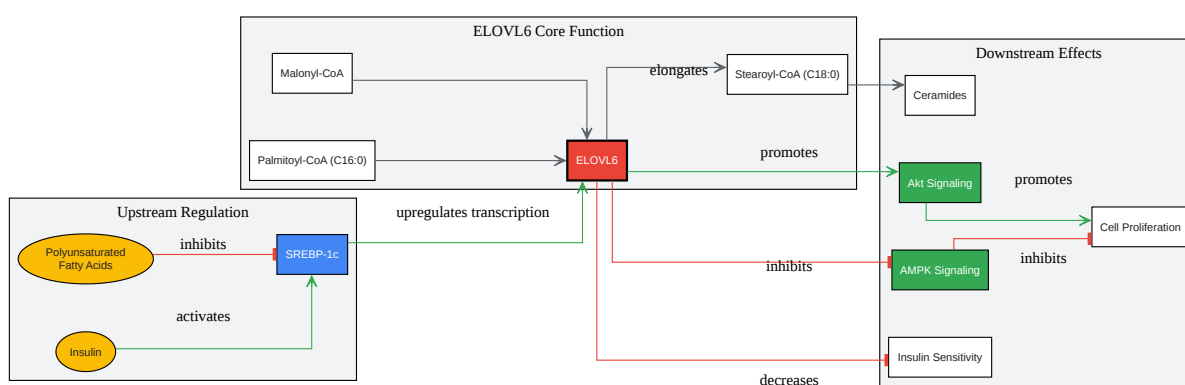 ELOVL6 Core Function
Malonyl-CoA
elongates
Stearoyl-CoA (C18:0)
Palmitoyl-CoA (C16:0)
ELOVL6
Downstream Effects
Ceramides
promotes
Akt Signaling
promotes
Cell Proliferation
inhibits
AMPK Signaling
inhibits
Insulin Sensitivity
decreases
Upstream Regulation
upregulates transcription
Polyunsaturated
Fatty Acids
inhibits
SREBP-1c
activates
Insulin